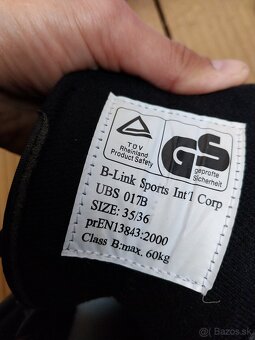 TÜV
Rheinland
Product Safety
GS
geprüfte
Sicherheit
B-Link Sports Int'l Corp
UBS 017B
SIZE: 35/36
prEN13843:2000
Class B:max. 60kg
Bazos.sk